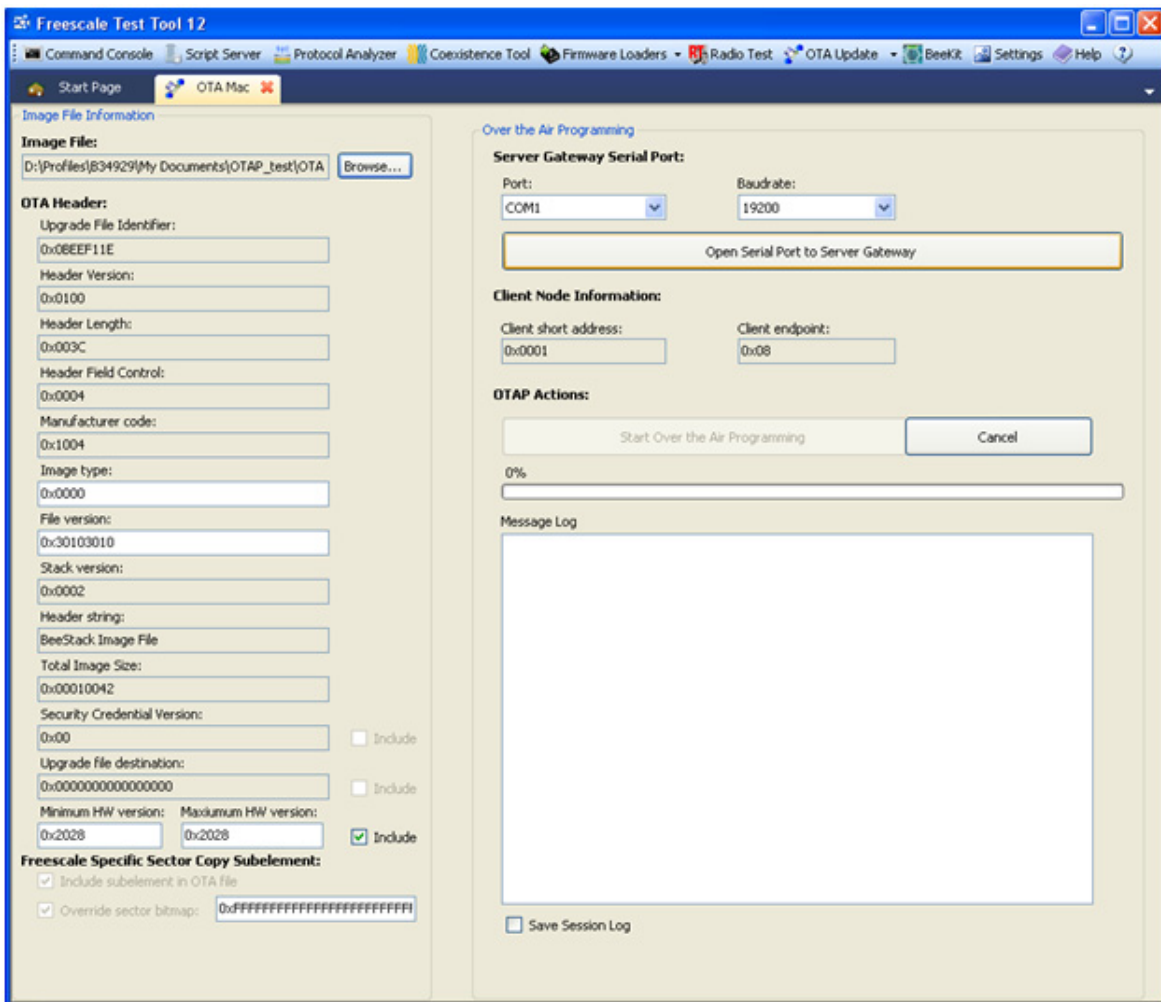 Freescale Test Tool 12
Command Console Script Server Protocol Analyzer Coexistence Tool Firmware Loaders Radio Test OTA Update BeeKit Settings Help
Start Page OTA Mac
Image File Information
Image File:
D:\Profiles\B34929\My Documents\OTAP_test\OTA Browse...
OTA Header:
Upgrade File Identifier:
0x0BEEF11E
Header Version:
0x0100
Header Length:
0x003C
Header Field Control:
0x0004
Manufacturer code:
0x1004
Image type:
0x0000
File version:
0x30103010
Stack version:
0x0002
Header string:
BeeStack Image File
Total Image Size:
0x00010042
Security Credential Version:
0x00 Include
Upgrade file destination:
0x0000000000000000 Include
Minimum HW version: Maxiumum HW version:
0x2028 0x2028 Include
Freescale Specific Sector Copy Subelement:
Include subelement in OTA file
Override sector bitmap:
Over the Air Programming
Server Gateway Serial Port:
Port: Baudrate:
COM1 19200
Open Serial Port to Server Gateway
Client Node Information:
Client short address: Client endpoint:
0x0001 0x08
OTAP Actions:
Start Over the Air Programming Cancel
0%
Message Log
Save Session Log